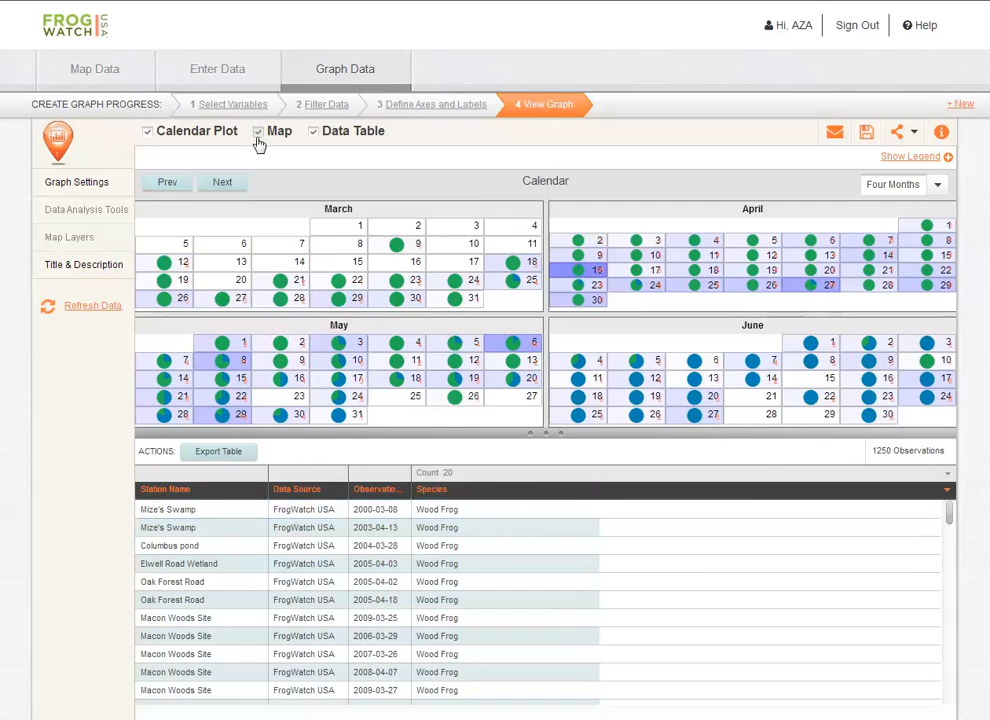 FROG WATCH USA
Hi, AZA Sign Out Help
Map Data Enter Data Graph Data
CREATE GRAPH PROGRESS: 1 Select Variables 2 Filter Data 3 Define Axes and Labels 4 View Graph + New
Calendar Plot Map Data Table
Show Legend
Graph Settings
Data Analysis Tools
Map Layers
Title & Description
Refresh Data
Prev Next Calendar Four Months
March
1 2 3 4
5 6 7 8 9 10 11
12 13 14 15 16 17 18
19 20 21 22 23 24 25
26 27 28 29 30 31
April
1
2 3 4 5 6 7 8
9 10 11 12 13 14 15
16 17 18 19 20 21 22
23 24 25 26 27 28 29
30
May
1 2 3 4 5 6
7 8 9 10 11 12 13
14 15 16 17 18 19 20
21 22 23 24 25 26 27
28 29 30 31
June
1 2 3
4 5 6 7 8 9 10
11 12 13 14 15 16 17
18 19 20 21 22 23 24
25 26 27 28 29 30
ACTIONS: Export Table 1250 Observations
Count 20
Station Name Data Source Observatio... Species
Mize's Swamp FrogWatch USA 2000-03-08 Wood Frog
Mize's Swamp FrogWatch USA 2003-04-13 Wood Frog
Columbus pond FrogWatch USA 2004-03-28 Wood Frog
Elwell Road Wetland FrogWatch USA 2005-04-03 Wood Frog
Oak Forest Road FrogWatch USA 2005-04-02 Wood Frog
Oak Forest Road FrogWatch USA 2005-04-18 Wood Frog
Macon Woods Site FrogWatch USA 2009-03-25 Wood Frog
Macon Woods Site FrogWatch USA 2006-03-29 Wood Frog
Macon Woods Site FrogWatch USA 2007-03-26 Wood Frog
Macon Woods Site FrogWatch USA 2008-04-07 Wood Frog
Macon Woods Site FrogWatch USA 2009-03-27 Wood Frog